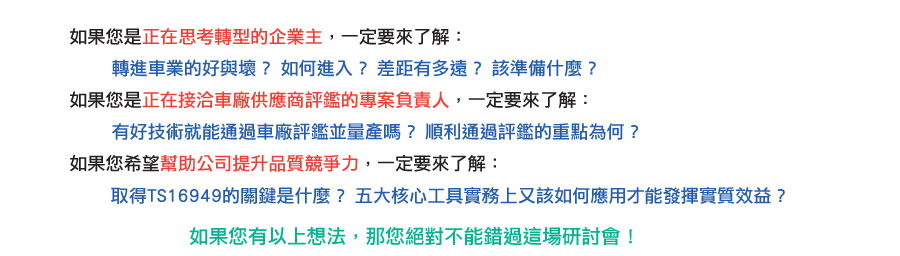 如果您是正在思考轉型的企業主，一定要來了解：
轉進車業的好與壞？ 如何進入？ 差距有多遠？ 該準備什麼？
如果您是正在接洽車廠供應商評鑑的專案負責人，一定要來了解：
有好技術就能通過車廠評鑑並量產嗎？ 順利通過評鑑的重點為何？
如果您希望幫助公司提升品質競爭力，一定要來了解：
取得TS16949的關鍵是什麼？ 五大核心工具實務上又該如何應用才能發揮實質效益？
如果您有以上想法，那您絕對不能錯過這場研討會！